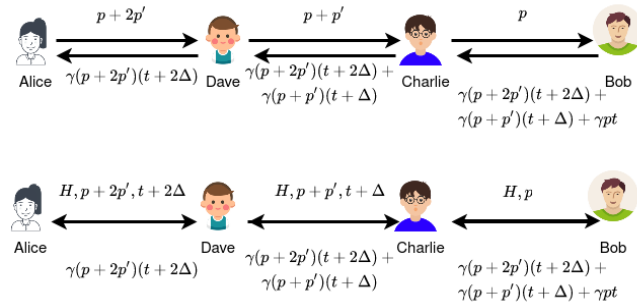 p + 2p′
p + p′
p
γ(p + 2p′)(t + 2Δ)
γ(p + 2p′)(t + 2Δ) +
γ(p + p′)(t + Δ)
Alice
Dave
Charlie
Bob
γ(p + 2p′)(t + 2Δ) +
γ(p + p′)(t + Δ) + γpt
H, p + 2p′, t + 2Δ
H, p + p′, t + Δ
H, p
Alice
Dave
Charlie
Bob
γ(p + 2p′)(t + 2Δ)
γ(p + 2p′)(t + 2Δ) +
γ(p + p′)(t + Δ)
γ(p + 2p′)(t + 2Δ) +
γ(p + p′)(t + Δ) + γpt